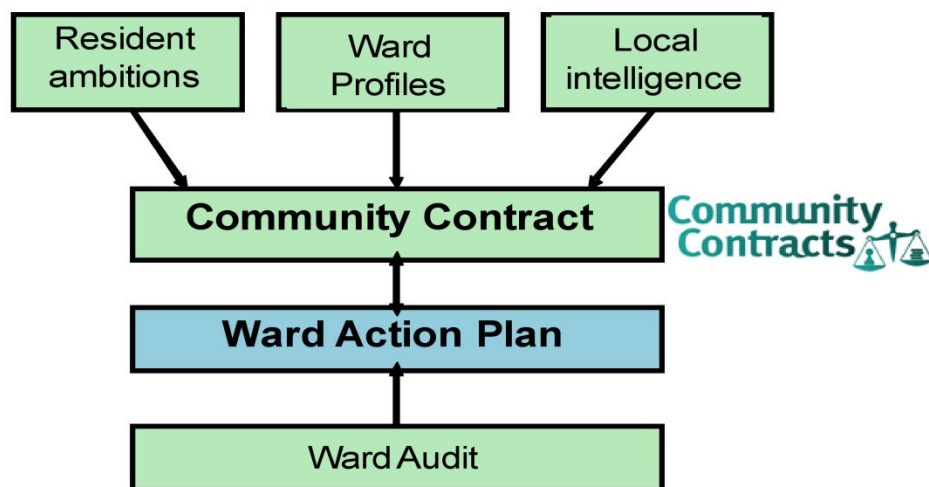 Resident
ambitions
Ward
Profiles
Local
intelligence
Community Contract
Community
Contracts
Ward Action Plan
Ward Audit